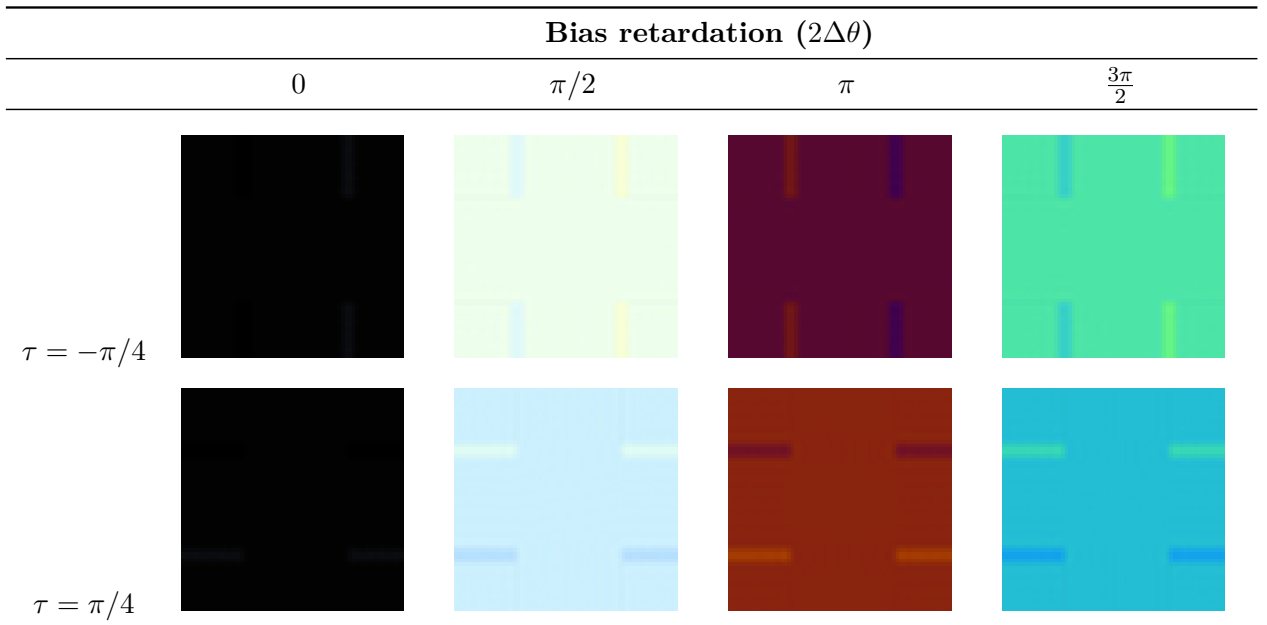 Bias retardation (2Δθ)
0 π/2 π 3π/2
τ = −π/4
τ = π/4